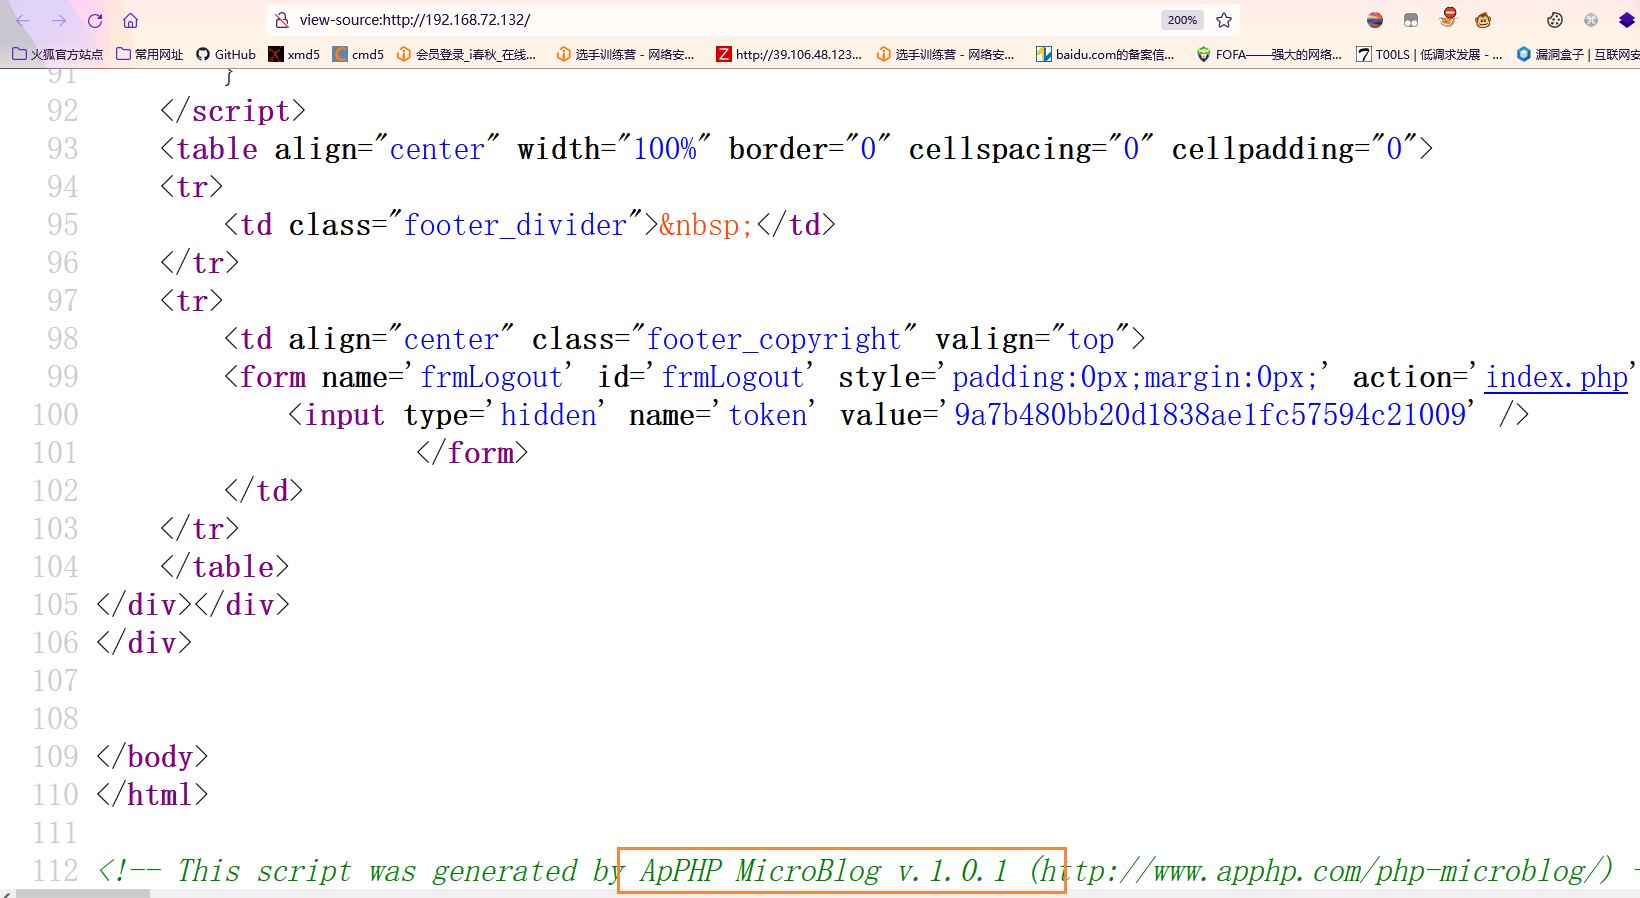 view-source:http://192.168.72.132/ 200%
火狐官方站点 常用网址 GitHub xmd5 cmd5 会员登录_i春秋_在线... 选手训练营 - 网络安... http://39.106.48.123... 选手训练营 - 网络安... baidu.com的备案信... FOFA——强大的网络... T00LS | 低调求发展 - ... 漏洞盒子 | 互联网安
91 }
92 </script>
93 <table align="center" width="100%" border="0" cellspacing="0" cellpadding="0">
94 <tr>
95 <td class="footer_divider">&nbsp;</td>
96 </tr>
97 <tr>
98 <td align="center" class="footer_copyright" valign="top">
99 <form name='frmLogout' id='frmLogout' style='padding:0px;margin:0px;' action='index.php'
100 <input type='hidden' name='token' value='9a7b480bb20d1838ae1fc57594c21009' />
101 </form>
102 </td>
103 </tr>
104 </table>
105 </div></div>
106 </div>
107
108
109 </body>
110 </html>
111
112 <!-- This script was generated by ApPHP MicroBlog v.1.0.1 (http://www.apphp.com/php-microblog/) -